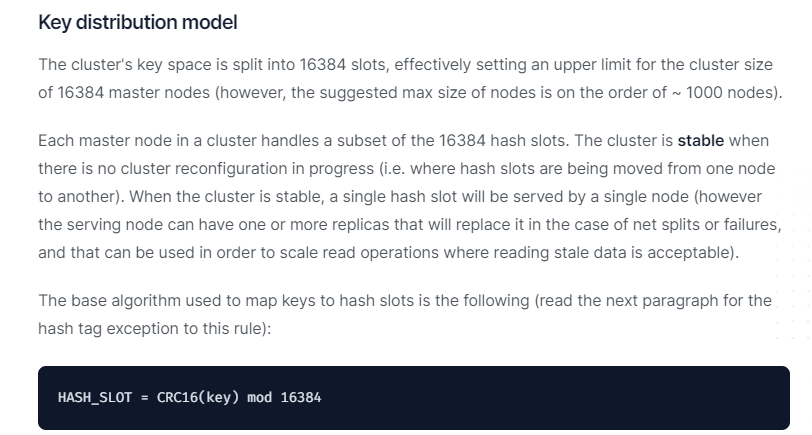 Key distribution model
The cluster's key space is split into 16384 slots, effectively setting an upper limit for the cluster size
of 16384 master nodes (however, the suggested max size of nodes is on the order of ~ 1000 nodes).
Each master node in a cluster handles a subset of the 16384 hash slots. The cluster is stable when
there is no cluster reconfiguration in progress (i.e. where hash slots are being moved from one node
to another). When the cluster is stable, a single hash slot will be served by a single node (however
the serving node can have one or more replicas that will replace it in the case of net splits or failures,
and that can be used in order to scale read operations where reading stale data is acceptable).
The base algorithm used to map keys to hash slots is the following (read the next paragraph for the
hash tag exception to this rule):
HASH_SLOT = CRC16(key) mod 16384